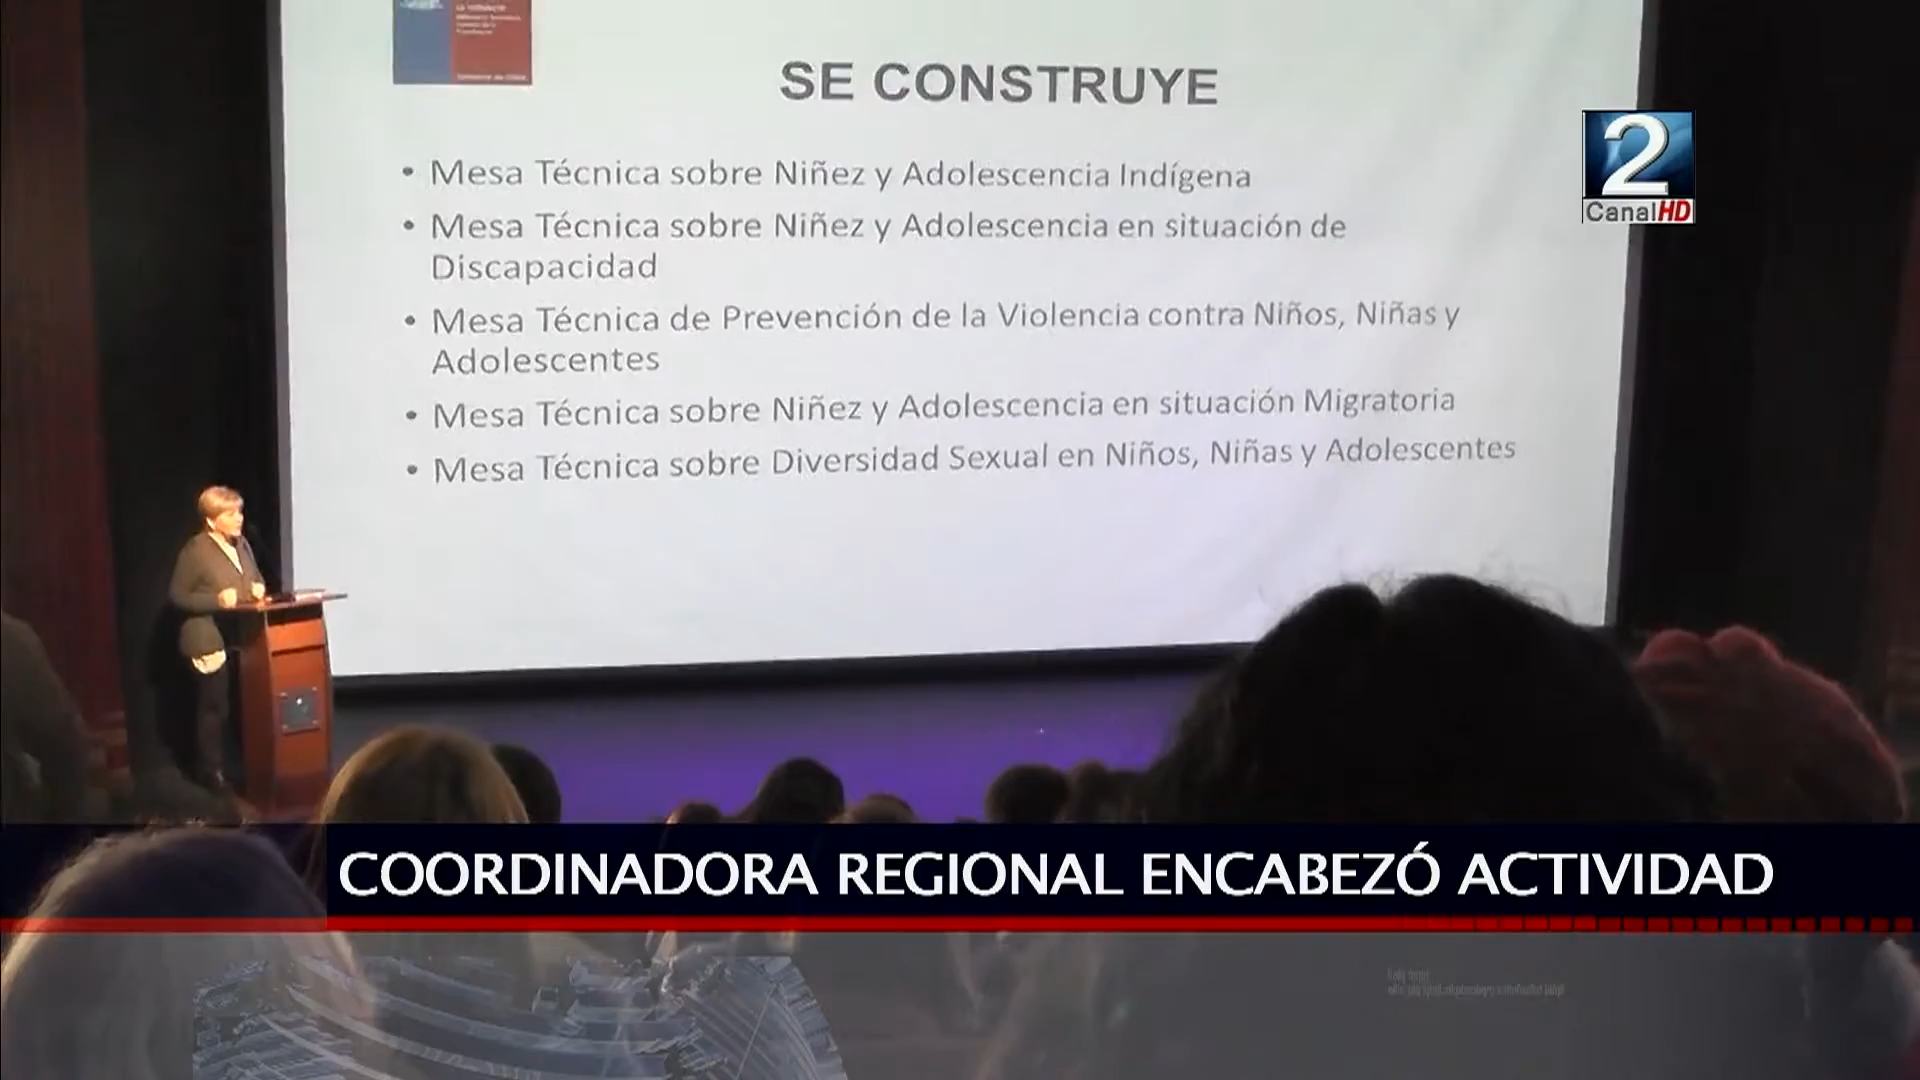 SE CONSTRUYE
2
CanalHD
• Mesa Técnica sobre Niñez y Adolescencia Indígena
• Mesa Técnica sobre Niñez y Adolescencia en situación de
Discapacidad
• Mesa Técnica de Prevención de la Violencia contra Niños, Niñas y
Adolescentes
• Mesa Técnica sobre Niñez y Adolescencia en situación Migratoria
• Mesa Técnica sobre Diversidad Sexual en Niños, Niñas y Adolescentes
COORDINADORA REGIONAL ENCABEZÓ ACTIVIDAD